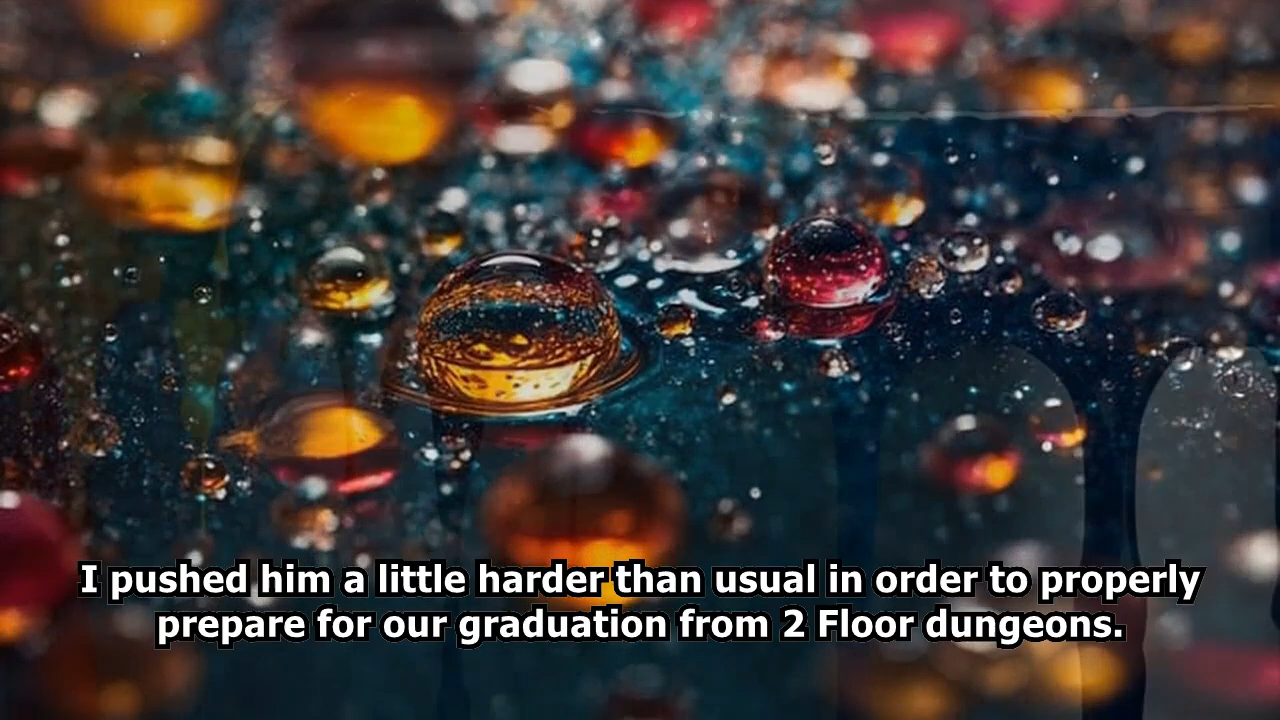 I pushed him a little harder than usual in order to properly
prepare for our graduation from 2 Floor dungeons.